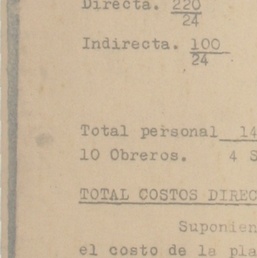 Directa. 220
24
Indirecta. 100
24
Total personal 14
10 Obreros. 4 S
TOTAL COSTOS DIREC
Suponien
el costo de la pla